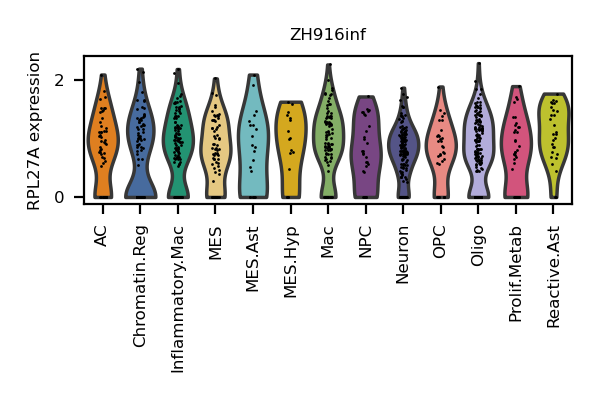 ZH916inf
RPL27A expression
2
0
AC
Chromatin.Reg
Inflammatory.Mac
MES
MES.Ast
MES.Hyp
Mac
NPC
Neuron
OPC
Oligo
Prolif.Metab
Reactive.Ast